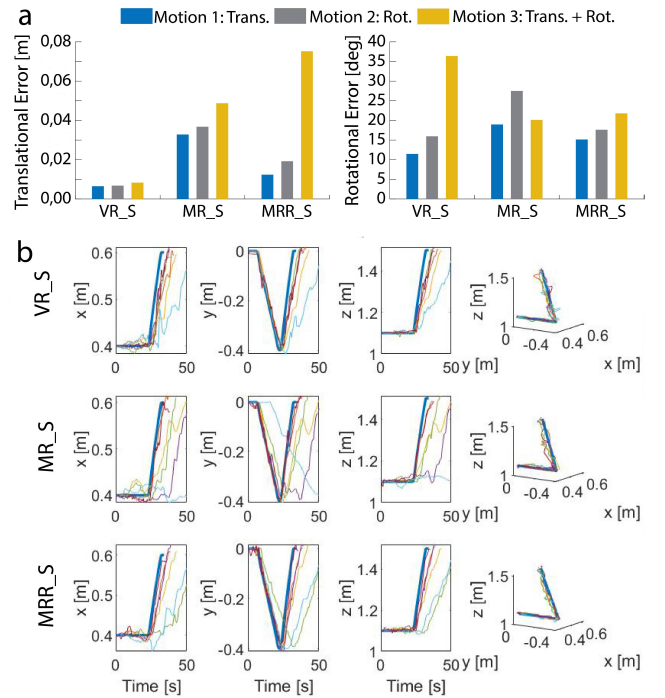 a
Motion 1: Trans. Motion 2: Rot. Motion 3: Trans. + Rot.
Translational Error [m]
0,08
0,06
0,04
0,02
0,00
VR_S MR_S MRR_S
Rotational Error [deg]
40
35
30
25
20
15
10
5
0
VR_S MR_S MRR_S
b
VR_S
x [m]
0.6
0.5
0.4
0 50
y [m]
0
-0.2
-0.4
0 50
z [m]
1.4
1.2
1
0 50
z [m]
1.5
1
0
-0.4
0.4
0.6
y [m]
x [m]
MR_S
x [m]
0.6
0.5
0.4
0 50
y [m]
0
-0.2
-0.4
0 50
z [m]
1.4
1.2
1
0 50
z [m]
1.5
1
0
-0.4
0.4
0.6
y [m]
x [m]
MRR_S
x [m]
0.6
0.5
0.4
0 50
y [m]
0
-0.2
-0.4
0 50
z [m]
1.4
1.2
1
0 50
z [m]
1.5
1
0
-0.4
0.4
0.6
y [m]
x [m]
Time [s] Time [s] Time [s]